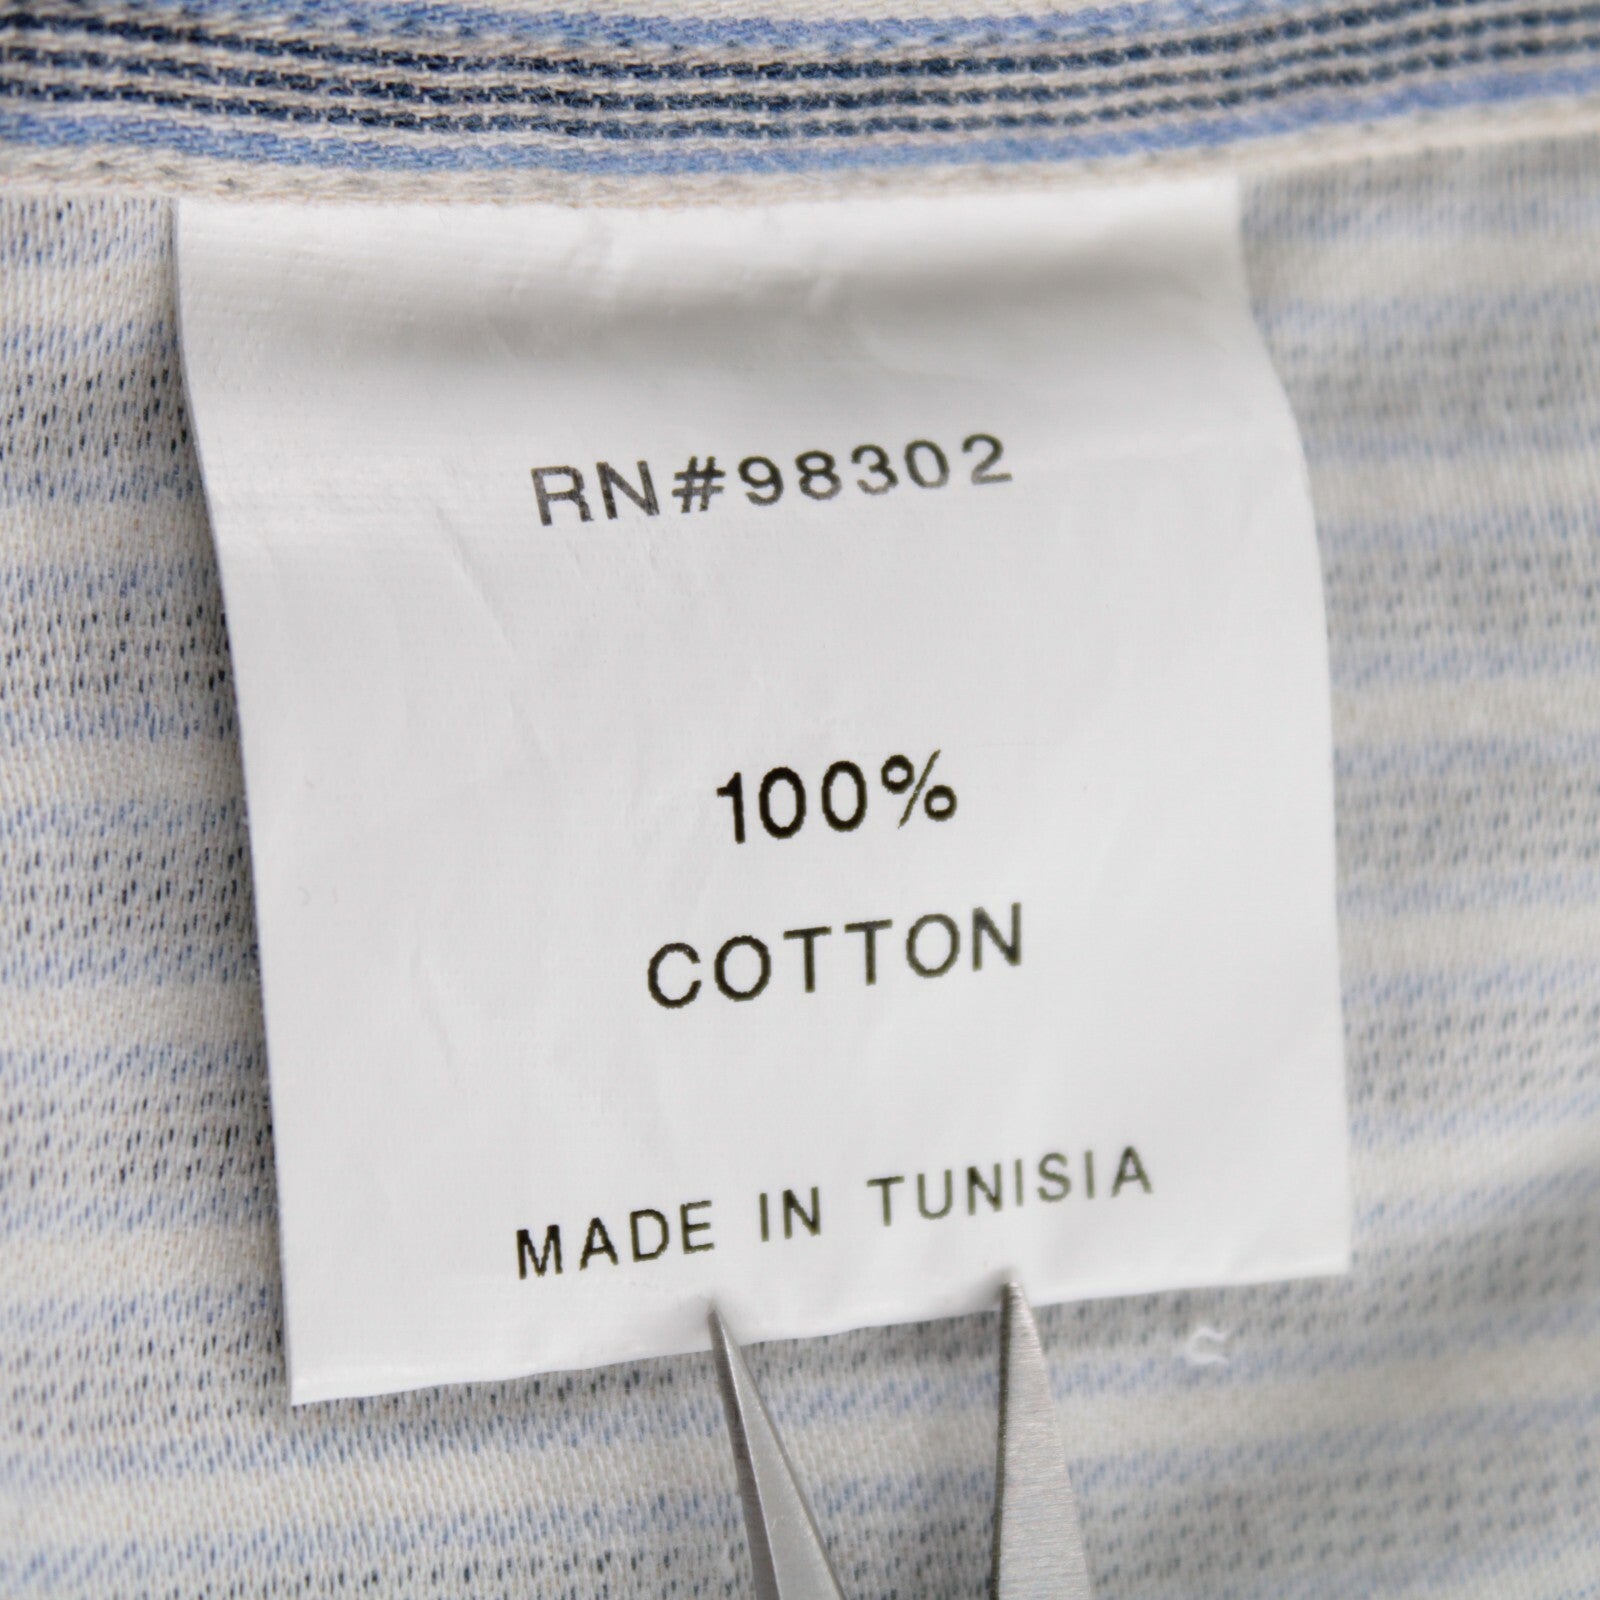 RN#98302
100%
COTTON
MADE IN TUNISIA